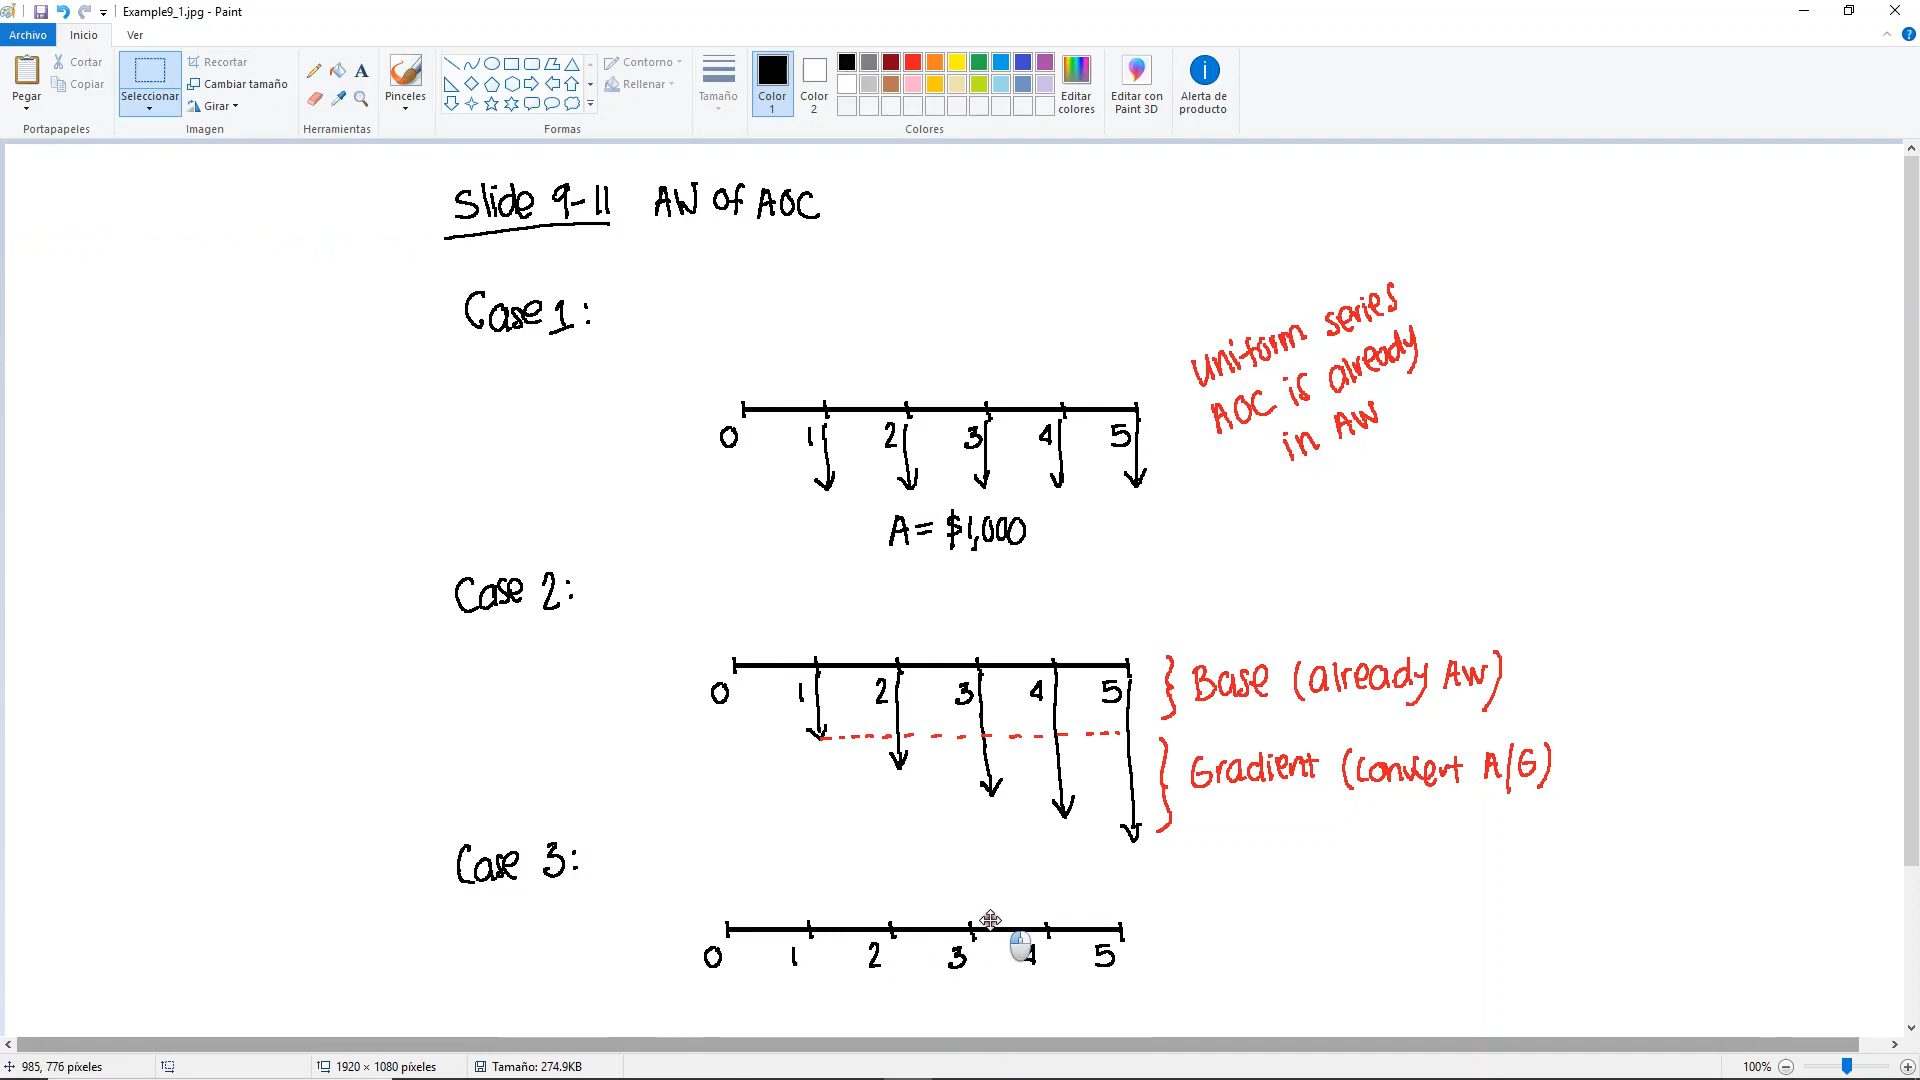 Example9_1.jpg - Paint
Archivo Inicio Ver
Pegar
Cortar
Copiar
Portapapeles
Seleccionar
Recortar
Cambiar tamaño
Girar
Imagen
A
Herramientas
Pinceles
Contorno
Rellenar
Formas
Tamaño
Color 1
Color 2
Editar colores
Colores
Editar con Paint 3D
Alerta de producto
Slide 9-11 AW of AOC
Case 1:
Uniform series
AOC is already
in AW
0 1 2 3 4 5
A = $1,000
Case 2:
0 1 2 3 4 5
Base (already AW)
Gradient (convert A/G)
Case 3:
0 1 2 3 4 5
985, 776 píxeles
1920 × 1080 píxeles
Tamaño: 274.9KB
100%